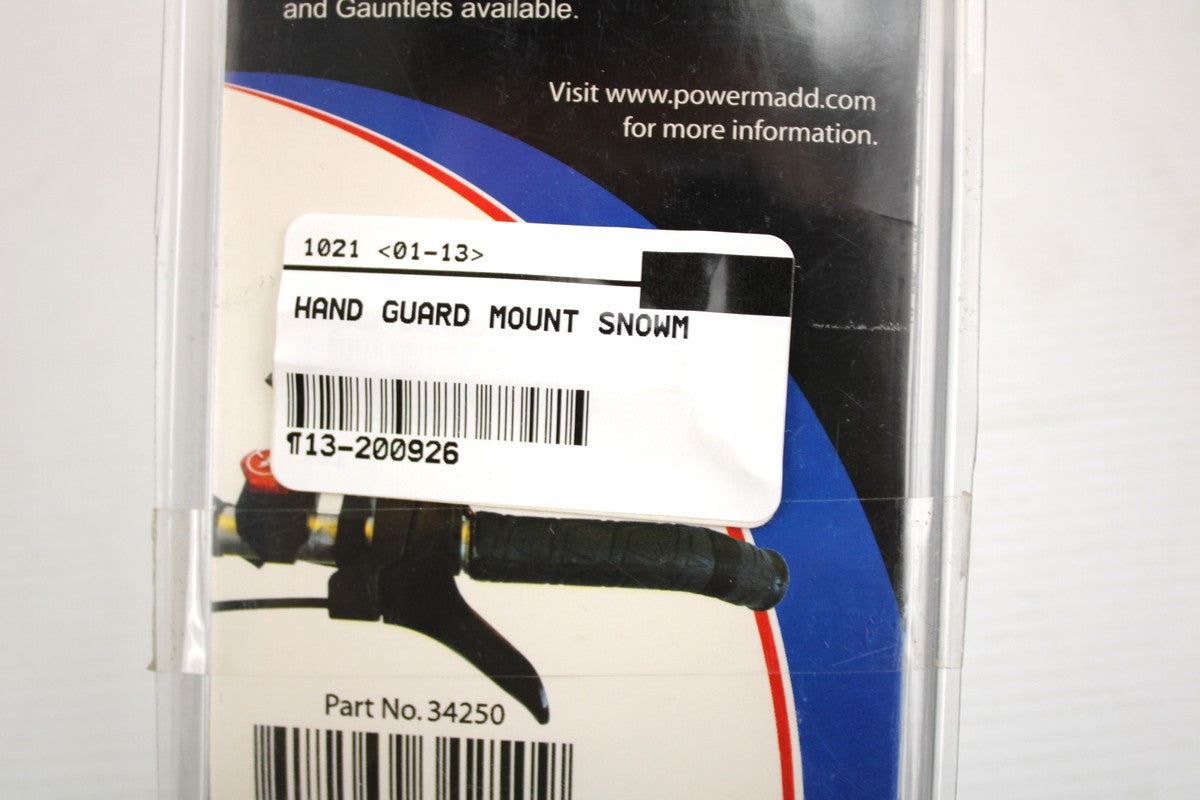 and Gauntlets available.
Visit www.powermadd.com
for more information.
1021 <01-13>
HAND GUARD MOUNT SNOWM
¶13-200926
Part No. 34250